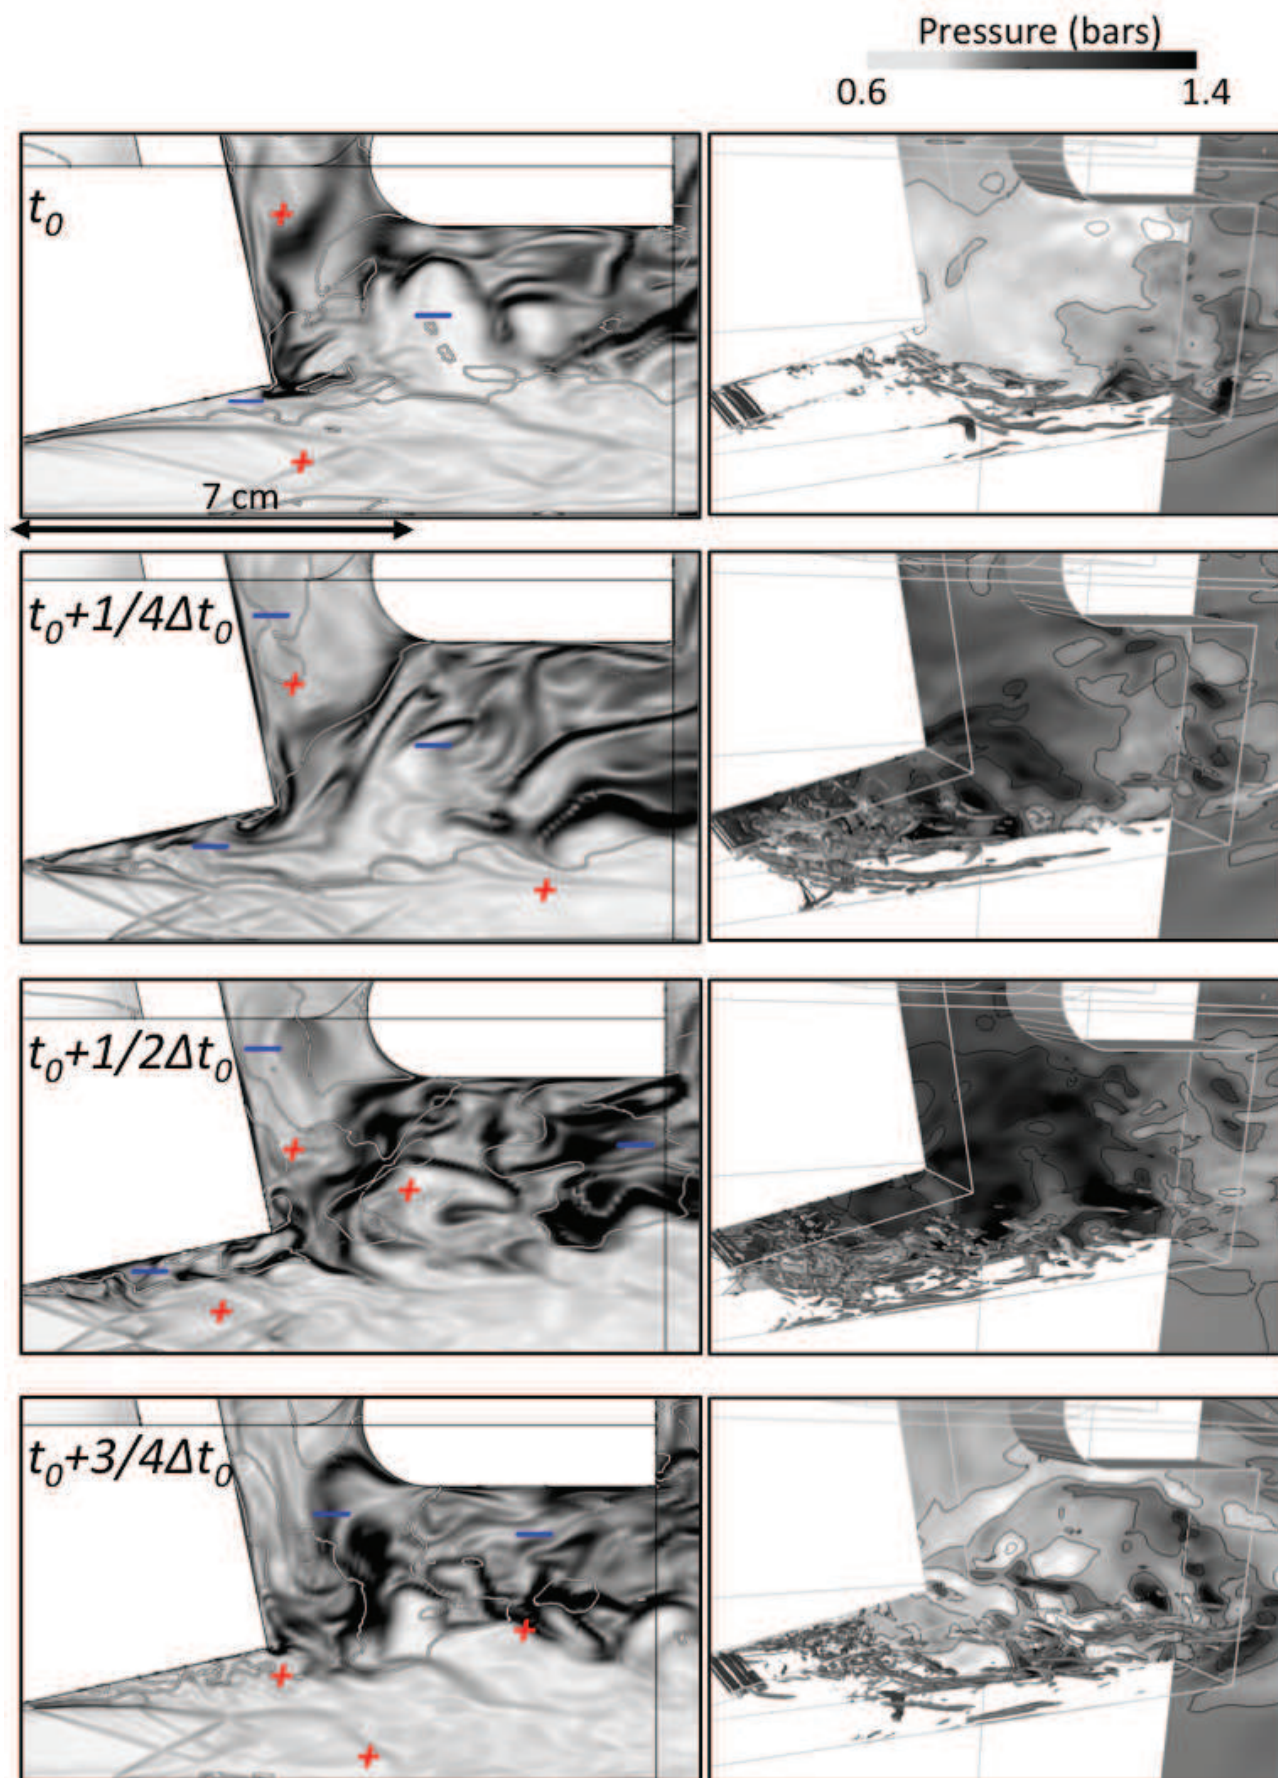 Pressure (bars)
0.6 1.4
t₀
7 cm
t₀+1/4Δt₀
t₀+1/2Δt₀
t₀+3/4Δt₀